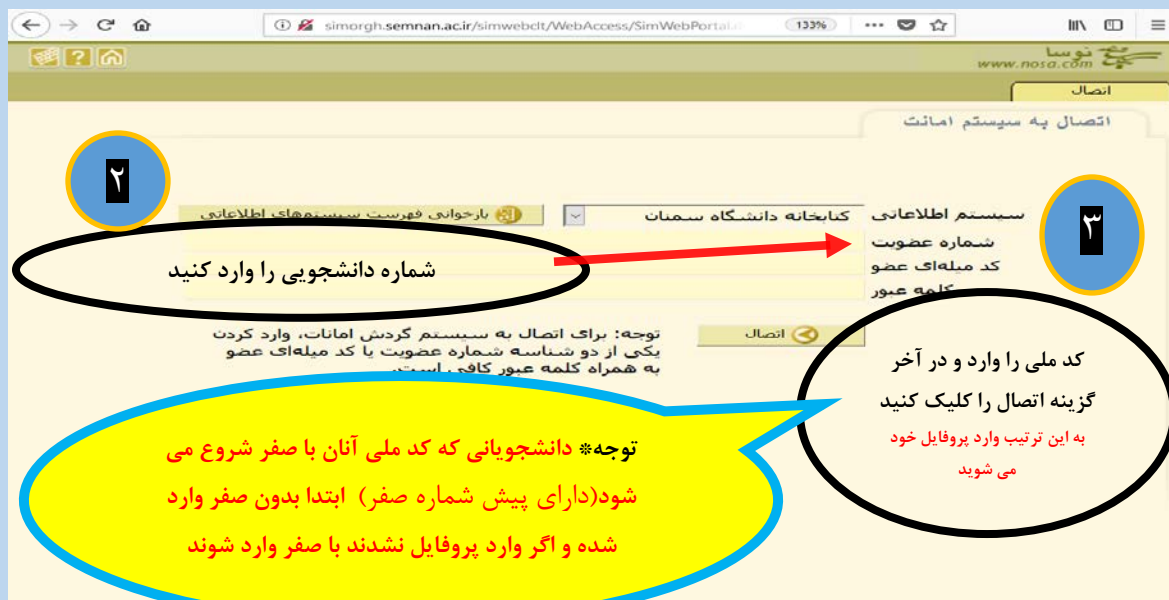 simorgh.semnan.ac.ir/simwebclt/WebAccess/SimWebPortal.
133%
نوسا
www.nosa.com
اتصال
اتصال به سیستم امانت
۲
۳
سیستم اطلاعاتی
کتابخانه دانشگاه سمنان
بازخوانی فهرست سیستمهای اطلاعاتی
شماره عضویت
شماره دانشجویی را وارد کنید
کد میله‌ای عضو
کلمه عبور
اتصال
توجه: برای اتصال به سیستم گردش امانات، وارد کردن
یکی از دو شناسه شماره عضویت یا کد میله‌ای عضو
به همراه کلمه عبور کافی است.
کد ملی را وارد و در آخر
گزینه اتصال را کلیک کنید
به این ترتیب وارد پروفایل خود
می شوید
توجه* دانشجویانی که کد ملی آنان با صفر شروع می
شود(دارای پیش شماره صفر) ابتدا بدون صفر وارد
شده و اگر وارد پروفایل نشدند با صفر وارد شوند